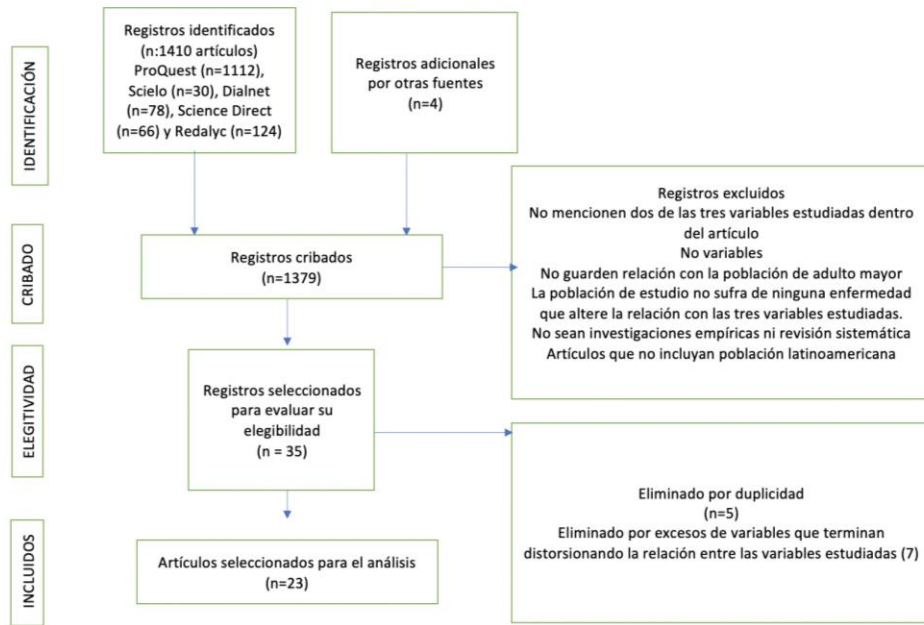 IDENTIFICACIÓN
Registros identificados
(n:1410 artículos)
ProQuest (n=1112),
Scielo (n=30), Dialnet
(n=78), Science Direct
(n=66) y Redalyc (n=124)
Registros adicionales
por otras fuentes
(n=4)
CRIBADO
Registros cribados
(n=1379)
Registros excluidos
No mencionen dos de las tres variables estudiadas dentro
del artículo
No variables
No guarden relación con la población de adulto mayor
La población de estudio no sufra de ninguna enfermedad
que altere la relación con las tres variables estudiadas.
No sean investigaciones empíricas ni revisión sistemática
Artículos que no incluyan población latinoamericana
ELEGITIVIDAD
Registros seleccionados
para evaluar su
elegibilidad
(n = 35)
Eliminado por duplicidad
(n=5)
Eliminado por excesos de variables que terminan
distorsionando la relación entre las variables estudiadas (7)
INCLUIDOS
Artículos seleccionados para el análisis
(n=23)